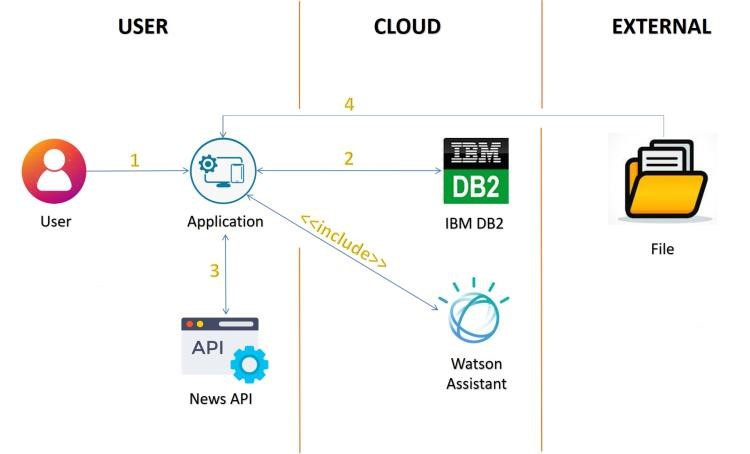 USER
CLOUD
EXTERNAL
4
1
2
IBM
DB2
User
Application
IBM DB2
<<include>>
File
3
API
News API
Watson
Assistant